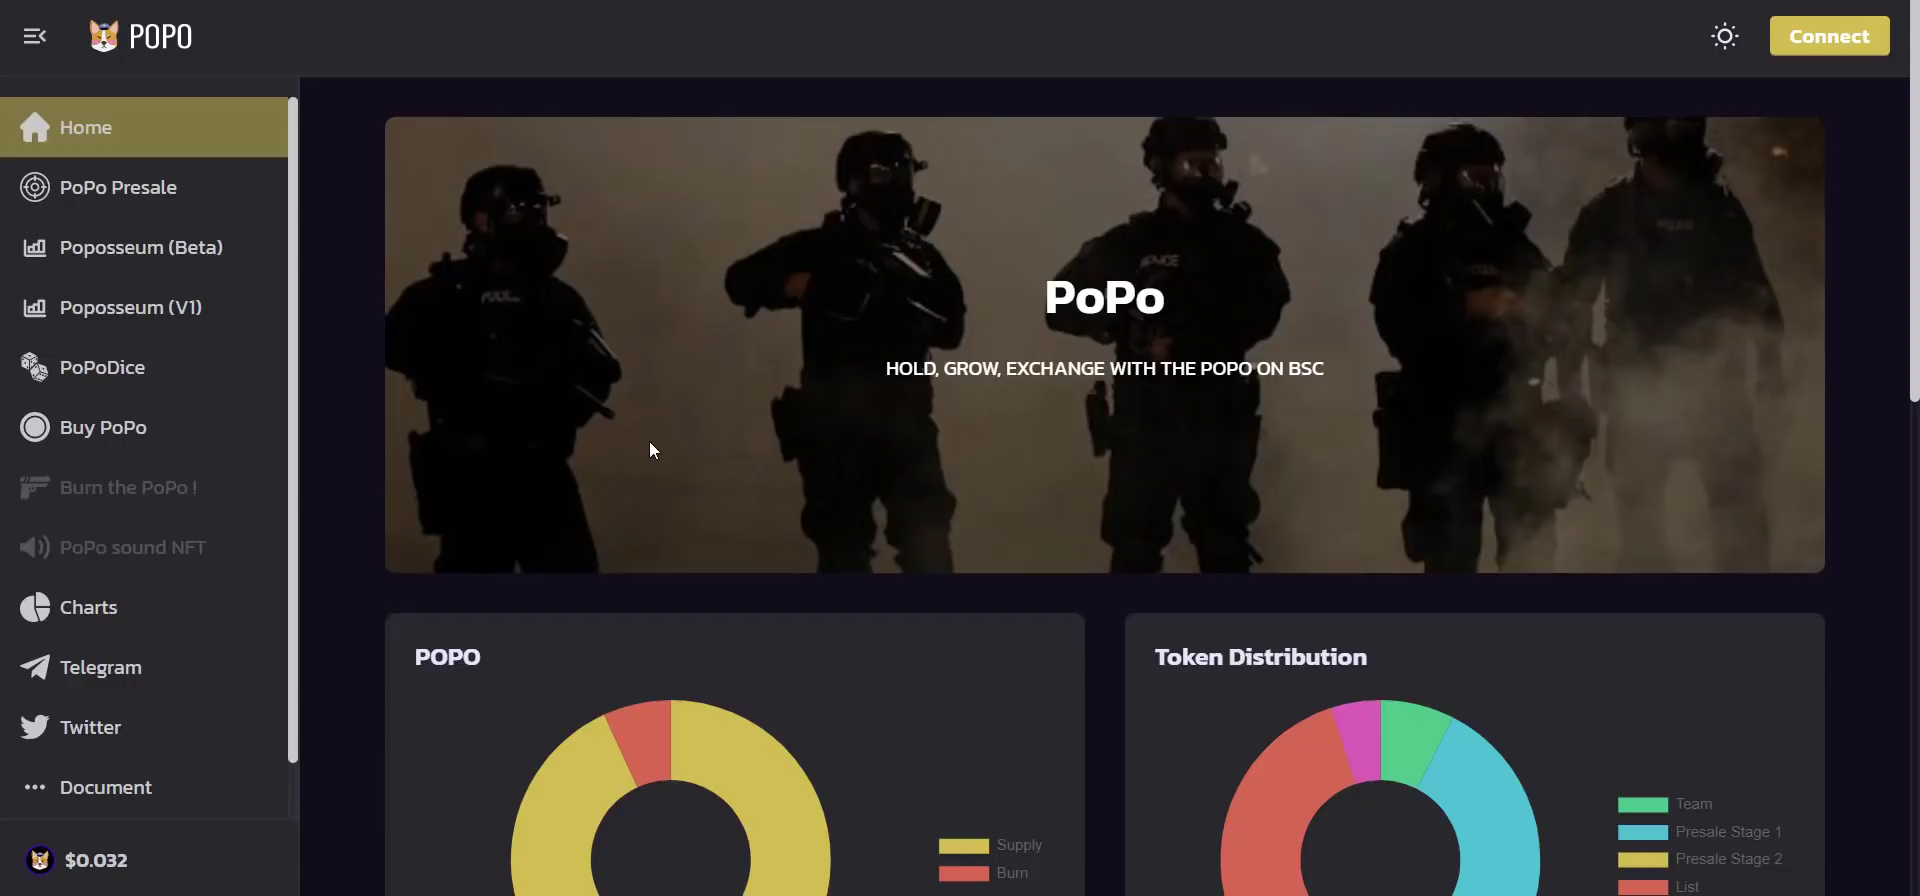 POPO
Connect
Home
PoPo Presale
Poposseum (Beta)
Poposseum (V1)
PoPoDice
Buy PoPo
Burn the PoPo !
PoPo sound NFT
Charts
Telegram
Twitter
Document
$0.032
PoPo
HOLD, GROW, EXCHANGE WITH THE POPO ON BSC
POLICE
POPO
Supply
Burn
Token Distribution
Team
Presale Stage 1
Presale Stage 2
List